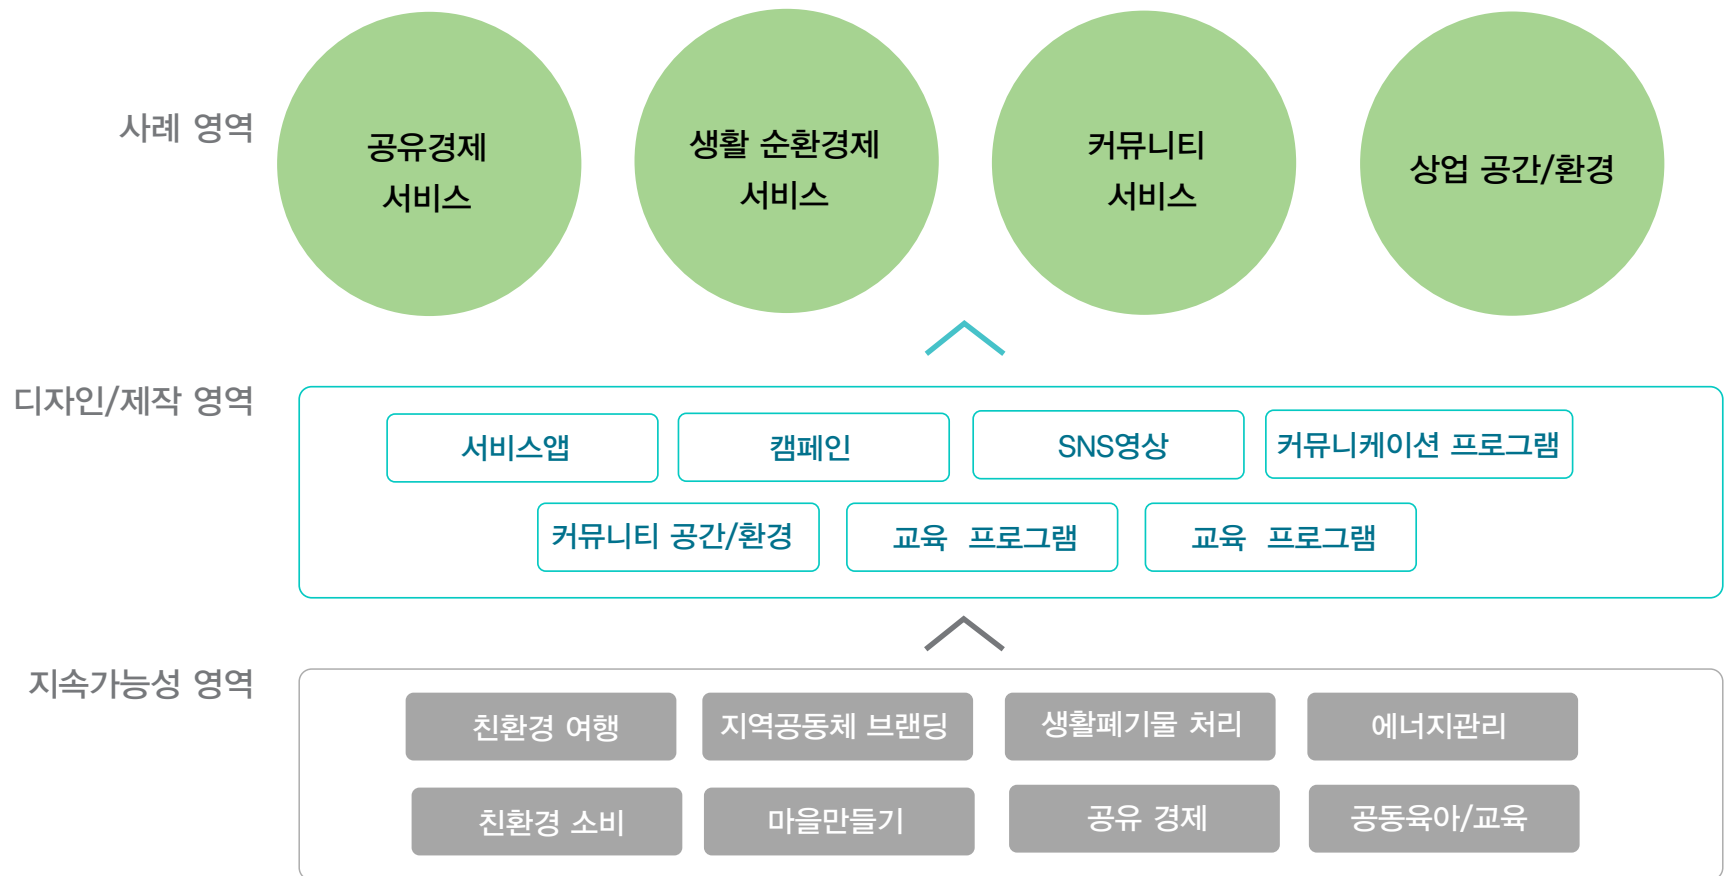 사례 영역
공유경제
서비스
생활 순환경제
서비스
커뮤니티
서비스
상업 공간/환경
디자인/제작 영역
서비스앱
캠페인
SNS영상
커뮤니케이션 프로그램
커뮤니티 공간/환경
교육 프로그램
교육 프로그램
지속가능성 영역
친환경 여행
지역공동체 브랜딩
생활폐기물 처리
에너지관리
친환경 소비
마을만들기
공유 경제
공동육아/교육